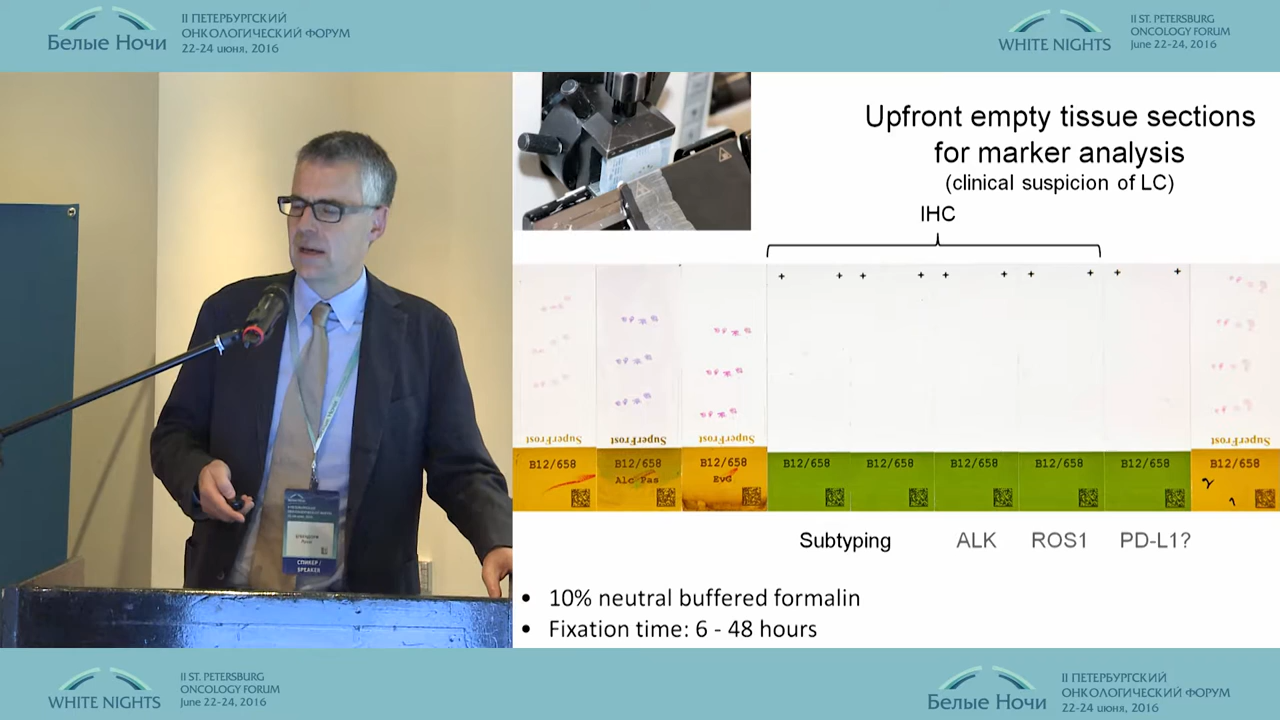 II ПЕТЕРБУРГСКИЙ
ОНКОЛОГИЧЕСКИЙ ФОРУМ
22-24 июня, 2016
Белые Ночи
II ST. PETERSBURG
ONCOLOGY FORUM
June 22-24, 2016
WHITE NIGHTS
Upfront empty tissue sections
for marker analysis
(clinical suspicion of LC)
IHC
SuperFrost
SuperFrost
SuperFrost
SuperFrost
B12/658
B12/658
Alc Pas
B12/658
EvG
B12/658
B12/658
B12/658
B12/658
B12/658
B12/658
Subtyping
ALK
ROS1
PD-L1?
• 10% neutral buffered formalin
• Fixation time: 6 - 48 hours
СПИКЕР /
SPEAKER
WHITE NIGHTS
II ST. PETERSBURG
ONCOLOGY FORUM
June 22-24, 2016
Белые Ночи
II ПЕТЕРБУРГСКИЙ
ОНКОЛОГИЧЕСКИЙ ФОРУМ
22-24 июня, 2016